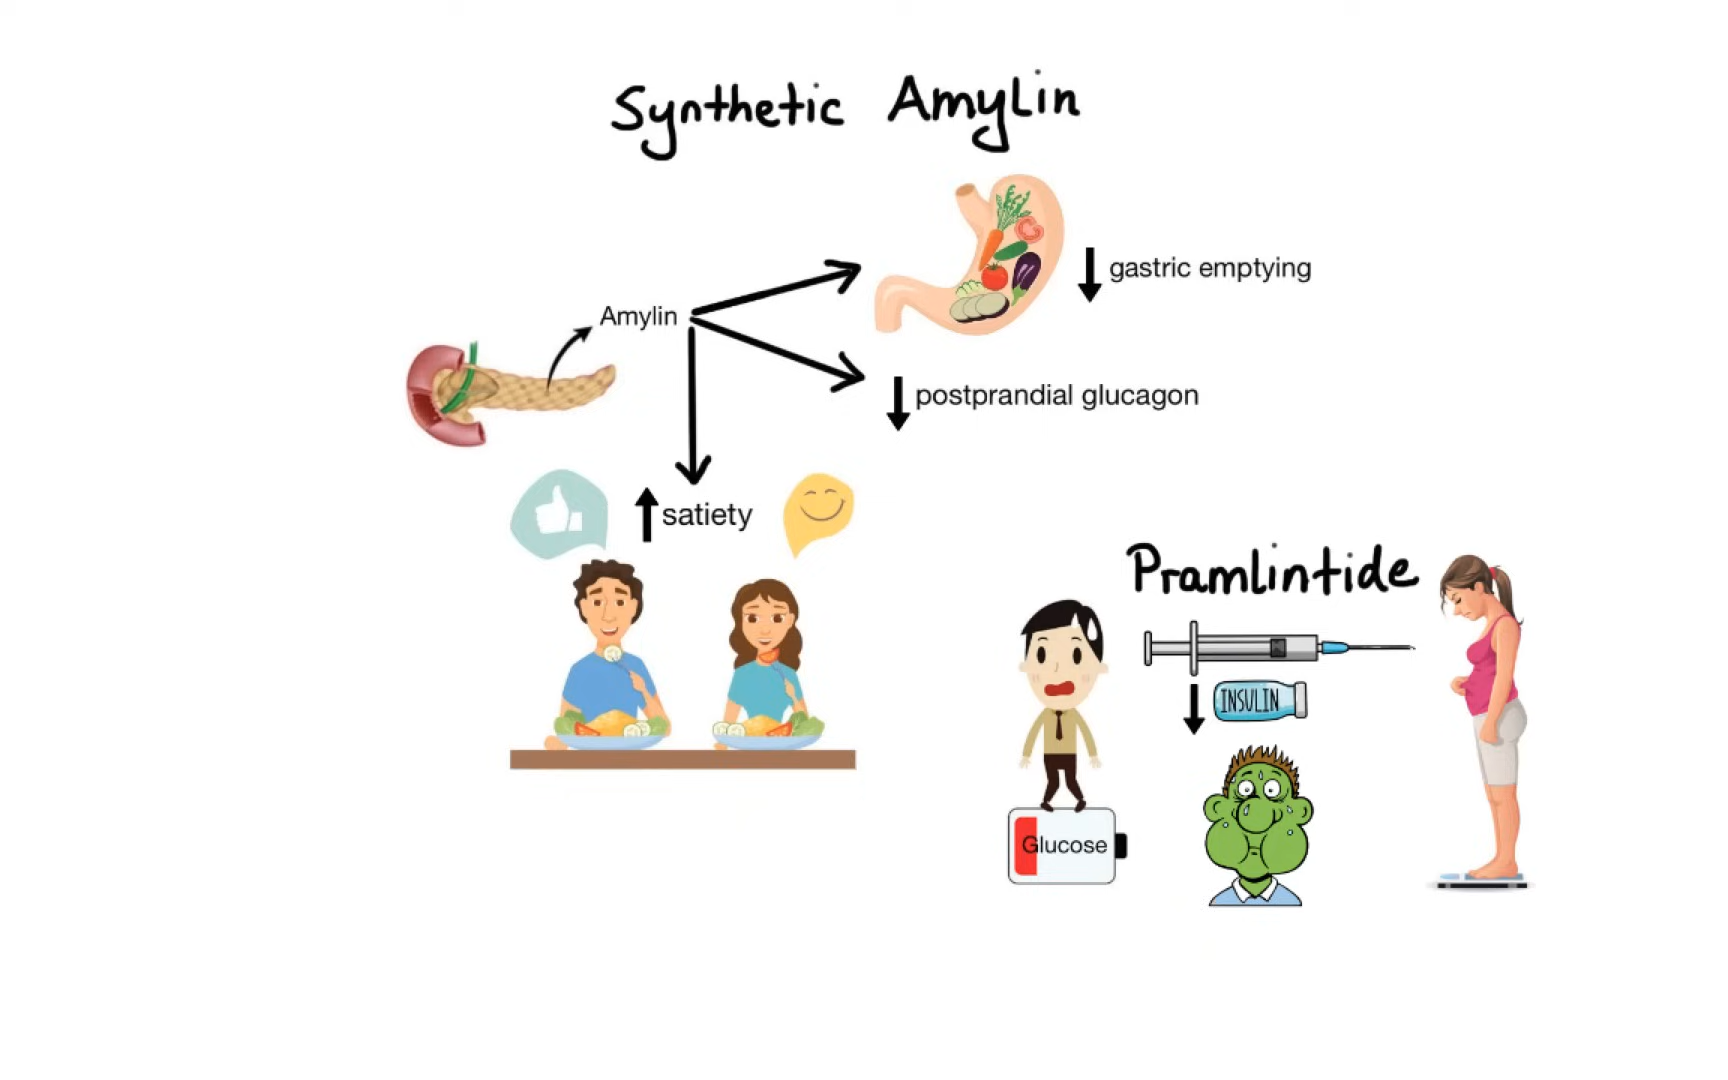 Synthetic Amylin
gastric emptying
Amylin
postprandial glucagon
satiety
Pramlintide
INSULIN
Glucose